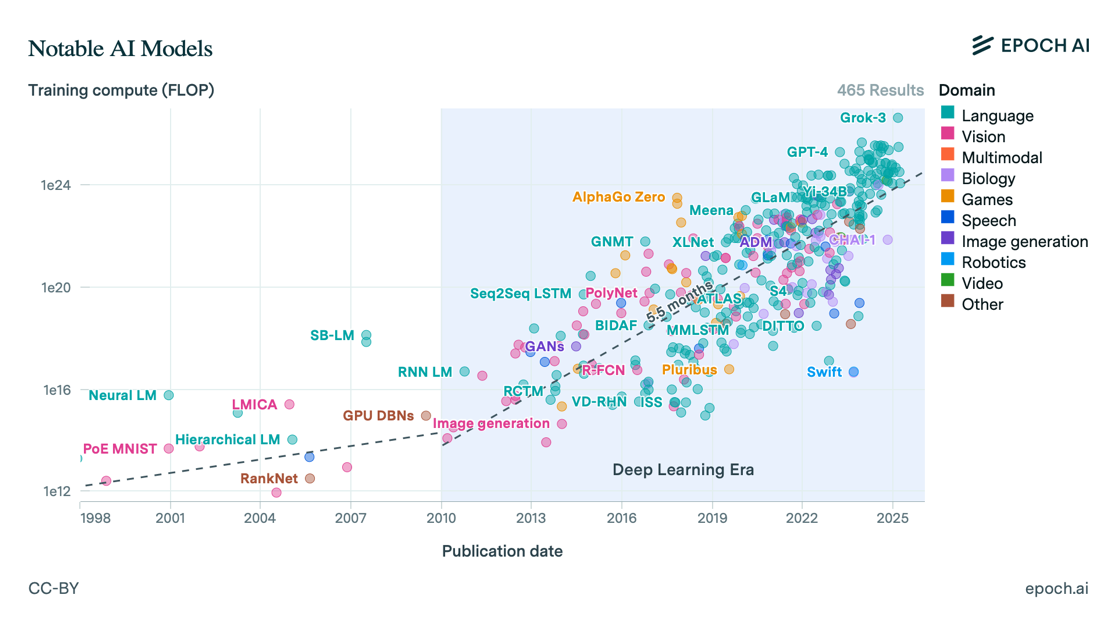 Notable AI Models
EPOCH AI
Training compute (FLOP)
465 Results
Domain
Language
Vision
Multimodal
Biology
Games
Speech
Image generation
Robotics
Video
Other
1e24
1e20
1e16
1e12
Grok-3
GPT-4
Yi-34B
GLaM
AlphaGo Zero
Meena
GNMT
XLNet
ADM
CHAI-1
Seq2Seq LSTM
PolyNet
5.5 months
ATLAS
S4
BIDAF
MMLSTM
DITTO
SB-LM
GANs
RNN LM
R-FCN
Pluribus
Swift
Neural LM
RCTM
LMICA
VD-RHN
ISS
GPU DBNs
Image generation
Hierarchical LM
PoE MNIST
RankNet
Deep Learning Era
1998
2001
2004
2007
2010
2013
2016
2019
2022
2025
Publication date
CC-BY
epoch.ai